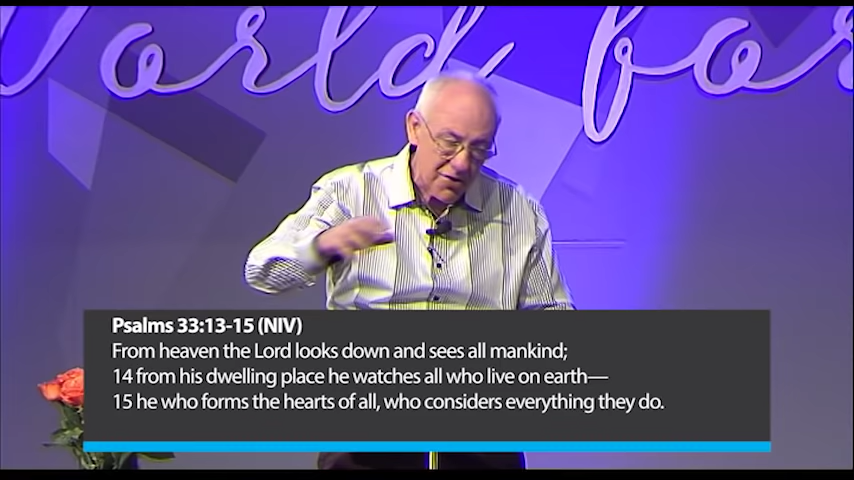 World for
Psalms 33:13-15 (NIV)
From heaven the Lord looks down and sees all mankind;
14 from his dwelling place he watches all who live on earth—
15 he who forms the hearts of all, who considers everything they do.